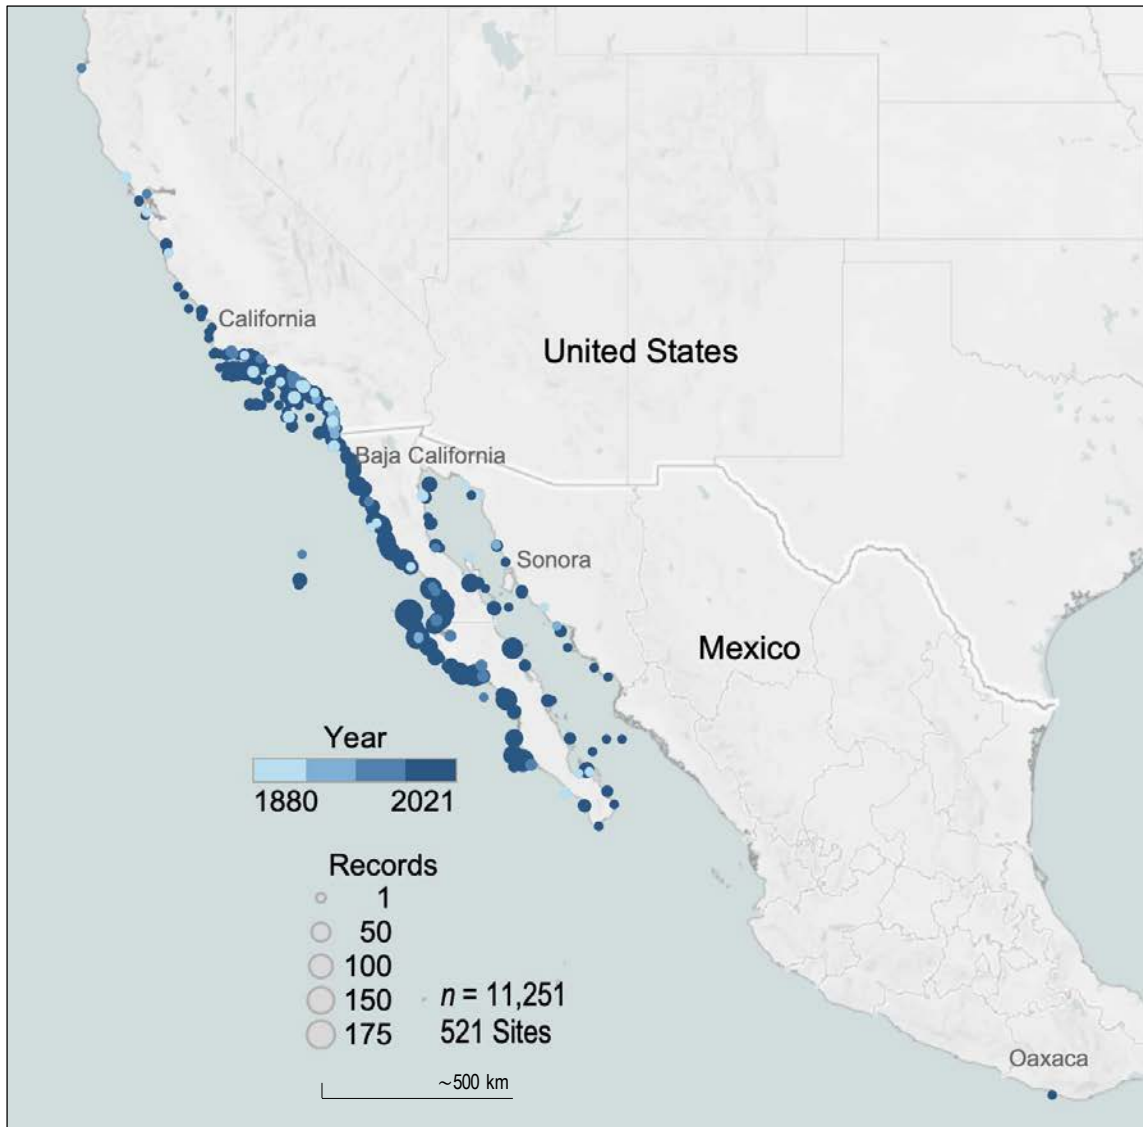 California
United States
Baja California
Sonora
Mexico
Year
1880 2021
Records
1
50
100
150
175
n = 11,251
521 Sites
Oaxaca
~500 km